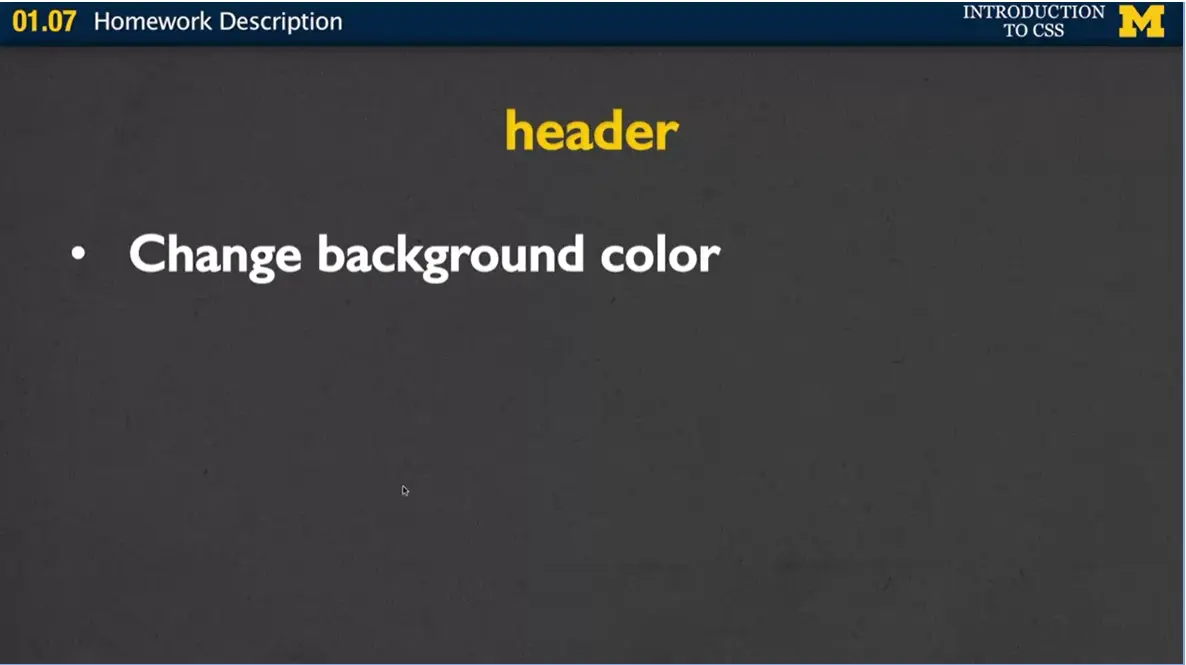 01.07 Homework Description
INTRODUCTION
TO CSS
M
header
• Change background color